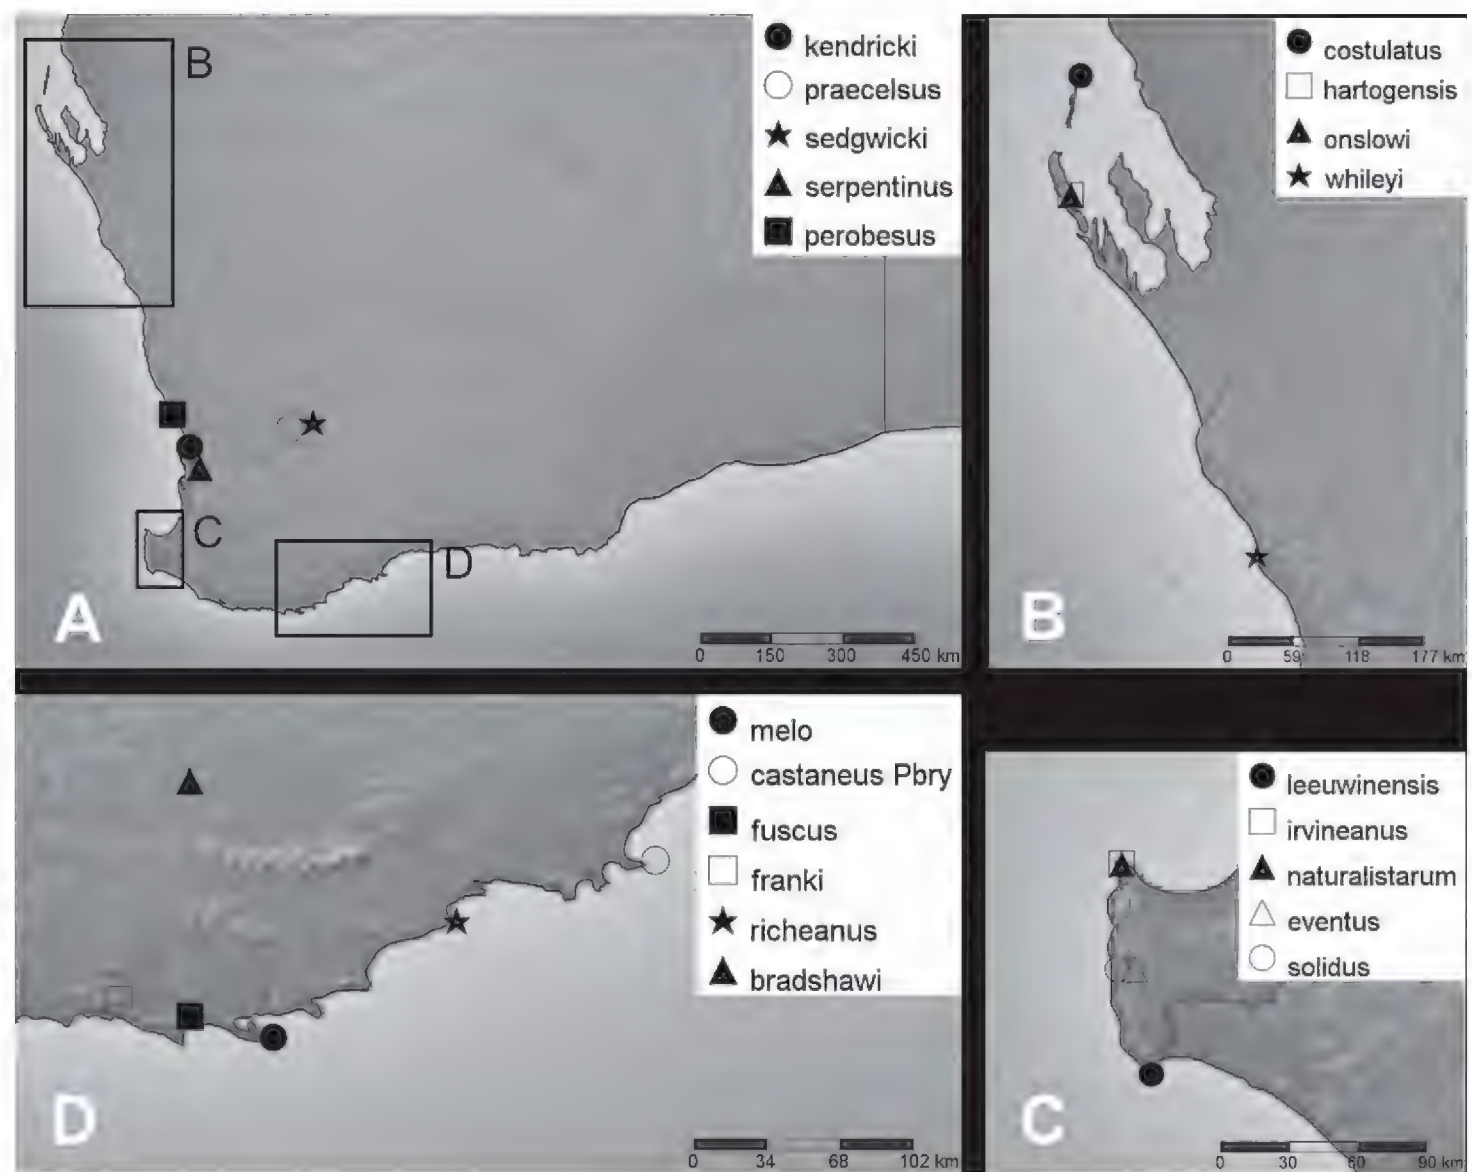 B
kendricki
praecelsus
sedgwicki
serpentinus
perobesus
C
D
A
0 150 300 450 km
costulatus
hartogensis
onslowi
whileyi
B
0 59 118 177 km
melo
castaneus Pbry
fuscus
franki
richeanus
bradshawi
D
0 34 68 102 km
leeuwinensis
irvineanus
naturalistarum
eventus
solidus
C
0 30 60 90 km